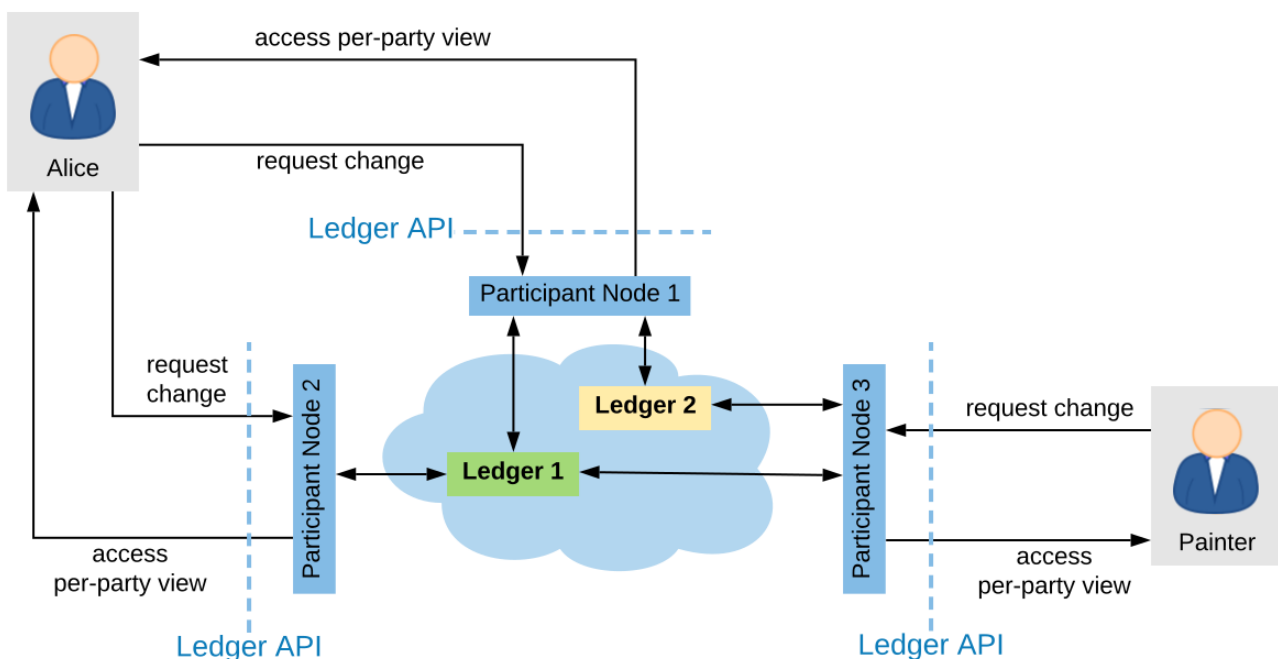 access per-party view
request change
Alice
Ledger API
Participant Node 1
request
change
Participant Node 2
Ledger 2
Ledger 1
Participant Node 3
request change
Painter
access
per-party view
access
per-party view
Ledger API
Ledger API